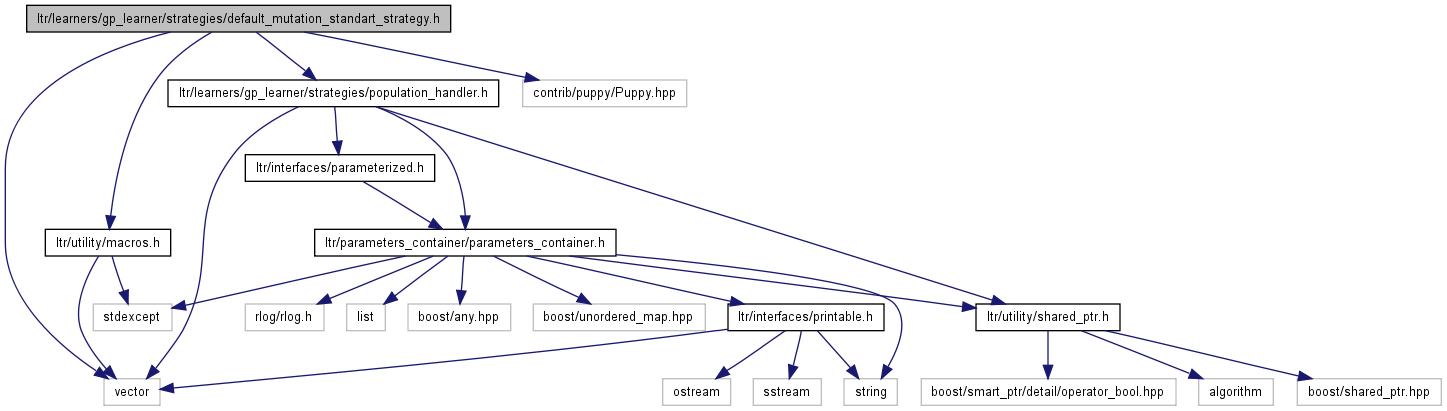 ltr/learners/gp_learner/strategies/default_mutation_standart_strategy.h
ltr/learners/gp_learner/strategies/population_handler.h
contrib/puppy/Puppy.hpp
ltr/interfaces/parameterized.h
ltr/utility/macros.h
ltr/parameters_container/parameters_container.h
stdexcept
rlog/rlog.h
list
boost/any.hpp
boost/unordered_map.hpp
ltr/interfaces/printable.h
ltr/utility/shared_ptr.h
vector
ostream
sstream
string
boost/smart_ptr/detail/operator_bool.hpp
algorithm
boost/shared_ptr.hpp